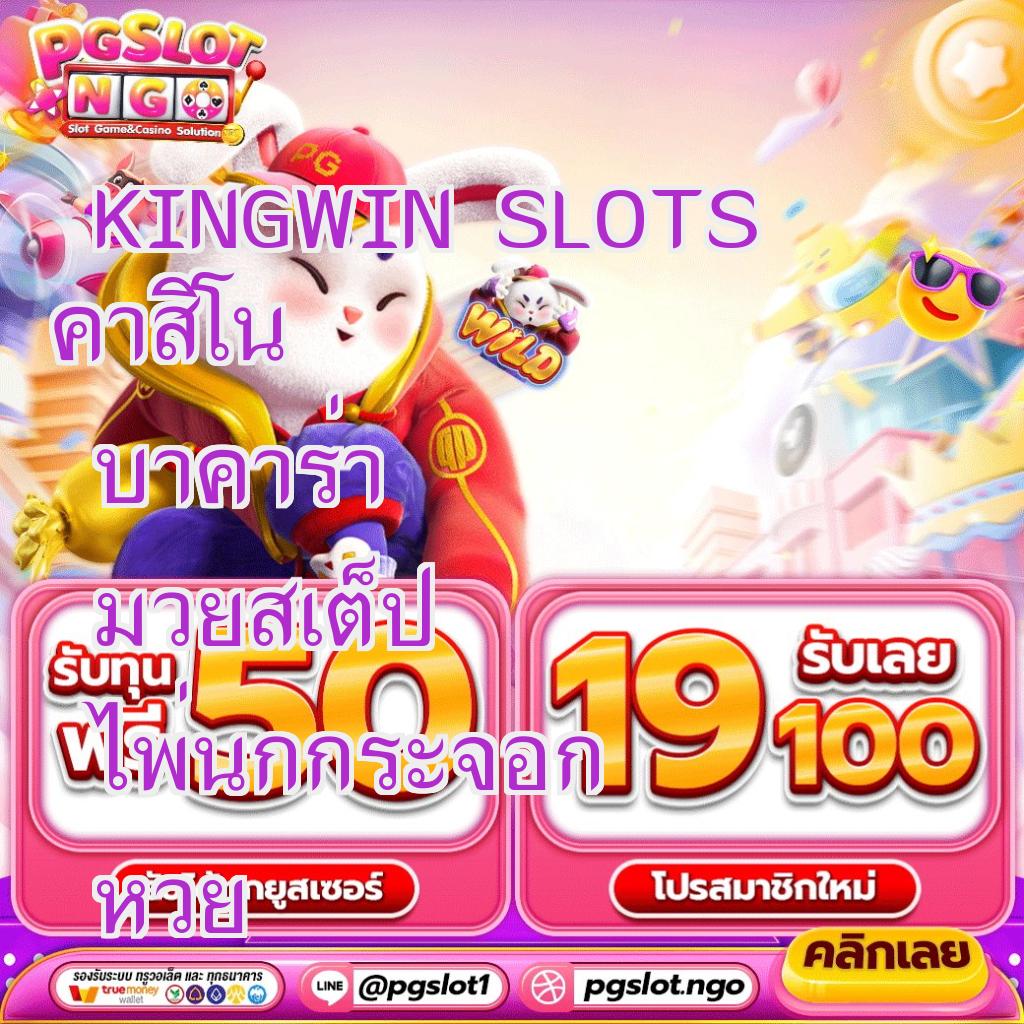 PGSLOT
NGO
Slot Game&Casino Solution
PG
KINGWIN SLOTS
คาสิโน
WILD
บาคาร่า
มวยสเต็ป
รับทุน
ฟรี
50
ไพ่นกกระจอก
19
รับเลย
100
ยูสเซอร์
โปรสมาชิกใหม่
หวย
คลิกเลย
รองรับระบบ ทรูวอเล็ต และ ทุกธนาคาร
truemoney
wallet
LINE
@pgslot1
pgslot.ngo